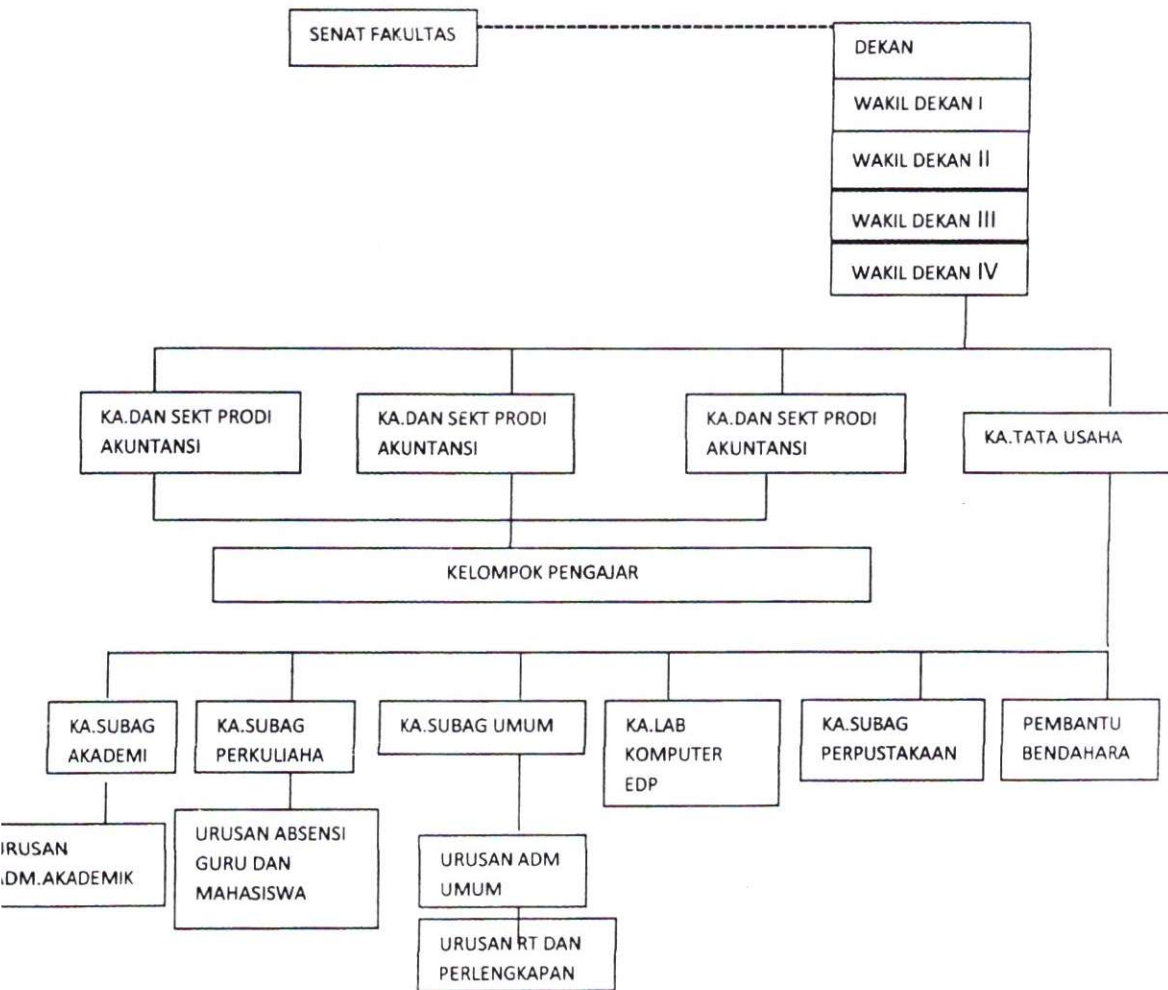 SENAT FAKULTAS
DEKAN
WAKIL DEKAN I
WAKIL DEKAN II
WAKIL DEKAN III
WAKIL DEKAN IV
KA.DAN SEKT PRODI
AKUNTANSI
KA.DAN SEKT PRODI
AKUNTANSI
KA.DAN SEKT PRODI
AKUNTANSI
KA.TATA USAHA
KELOMPOK PENGAJAR
KA.SUBAG
AKADEMI
KA.SUBAG
PERKULIAHA
KA.SUBAG UMUM
KA.LAB
KOMPUTER
EDP
KA.SUBAG
PERPUSTAKAAN
PEMBANTU
BENDAHARA
URUSAN
ADM.AKADEMIK
URUSAN ABSENSI
GURU DAN
MAHASISWA
URUSAN ADM
UMUM
URUSAN RT DAN
PERLENGKAPAN